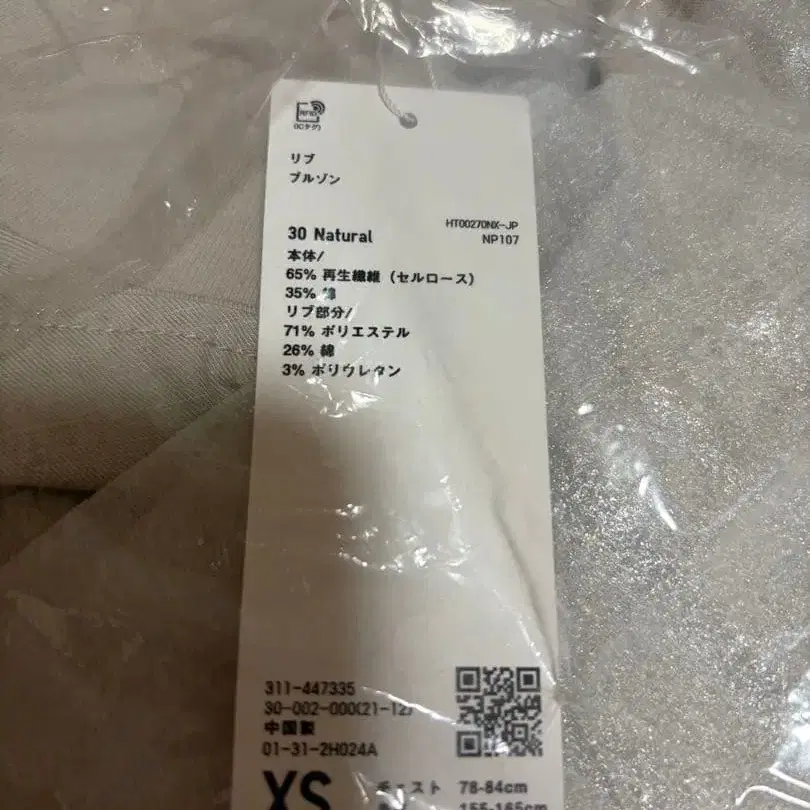 RFID
(ICタグ)
リブ
ブルゾン
HT00270NX-JP
30 Natural
NP107
本体/
65% 再生繊維 (セルロース)
35% 綿
リブ部分/
71% ポリエステル
26% 綿
3% ポリウレタン
311-447335
30-002-000(21-12)
中国製
01-31-2H024A
XS
チェスト 78-84cm
155-165cm